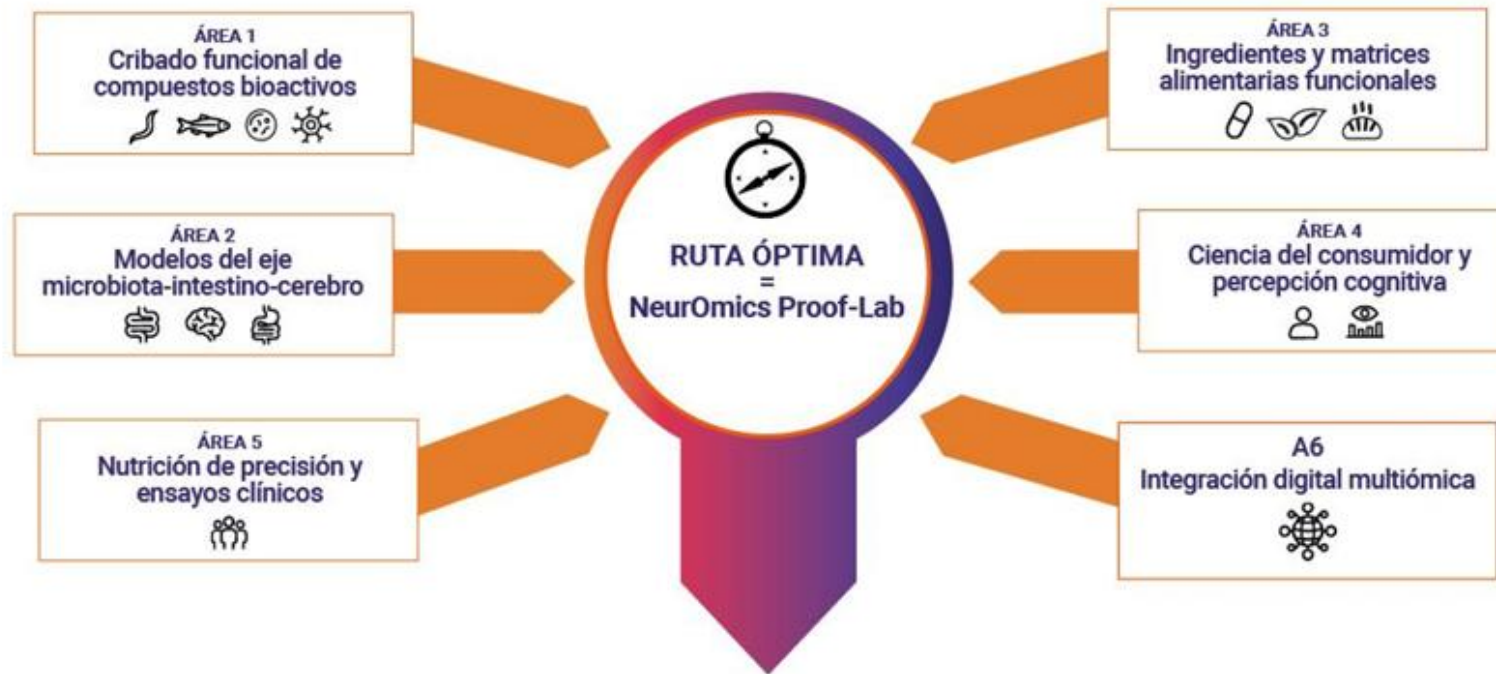 ÁREA 1
Cribado funcional de
compuestos bioactivos
ÁREA 2
Modelos del eje
microbiota-intestino-cerebro
ÁREA 5
Nutrición de precisión y
ensayos clínicos
RUTA ÓPTIMA
=
NeurOmics Proof-Lab
ÁREA 3
Ingredientes y matrices
alimentarias funcionales
ÁREA 4
Ciencia del consumidor y
percepción cognitiva
A6
Integración digital multiómica